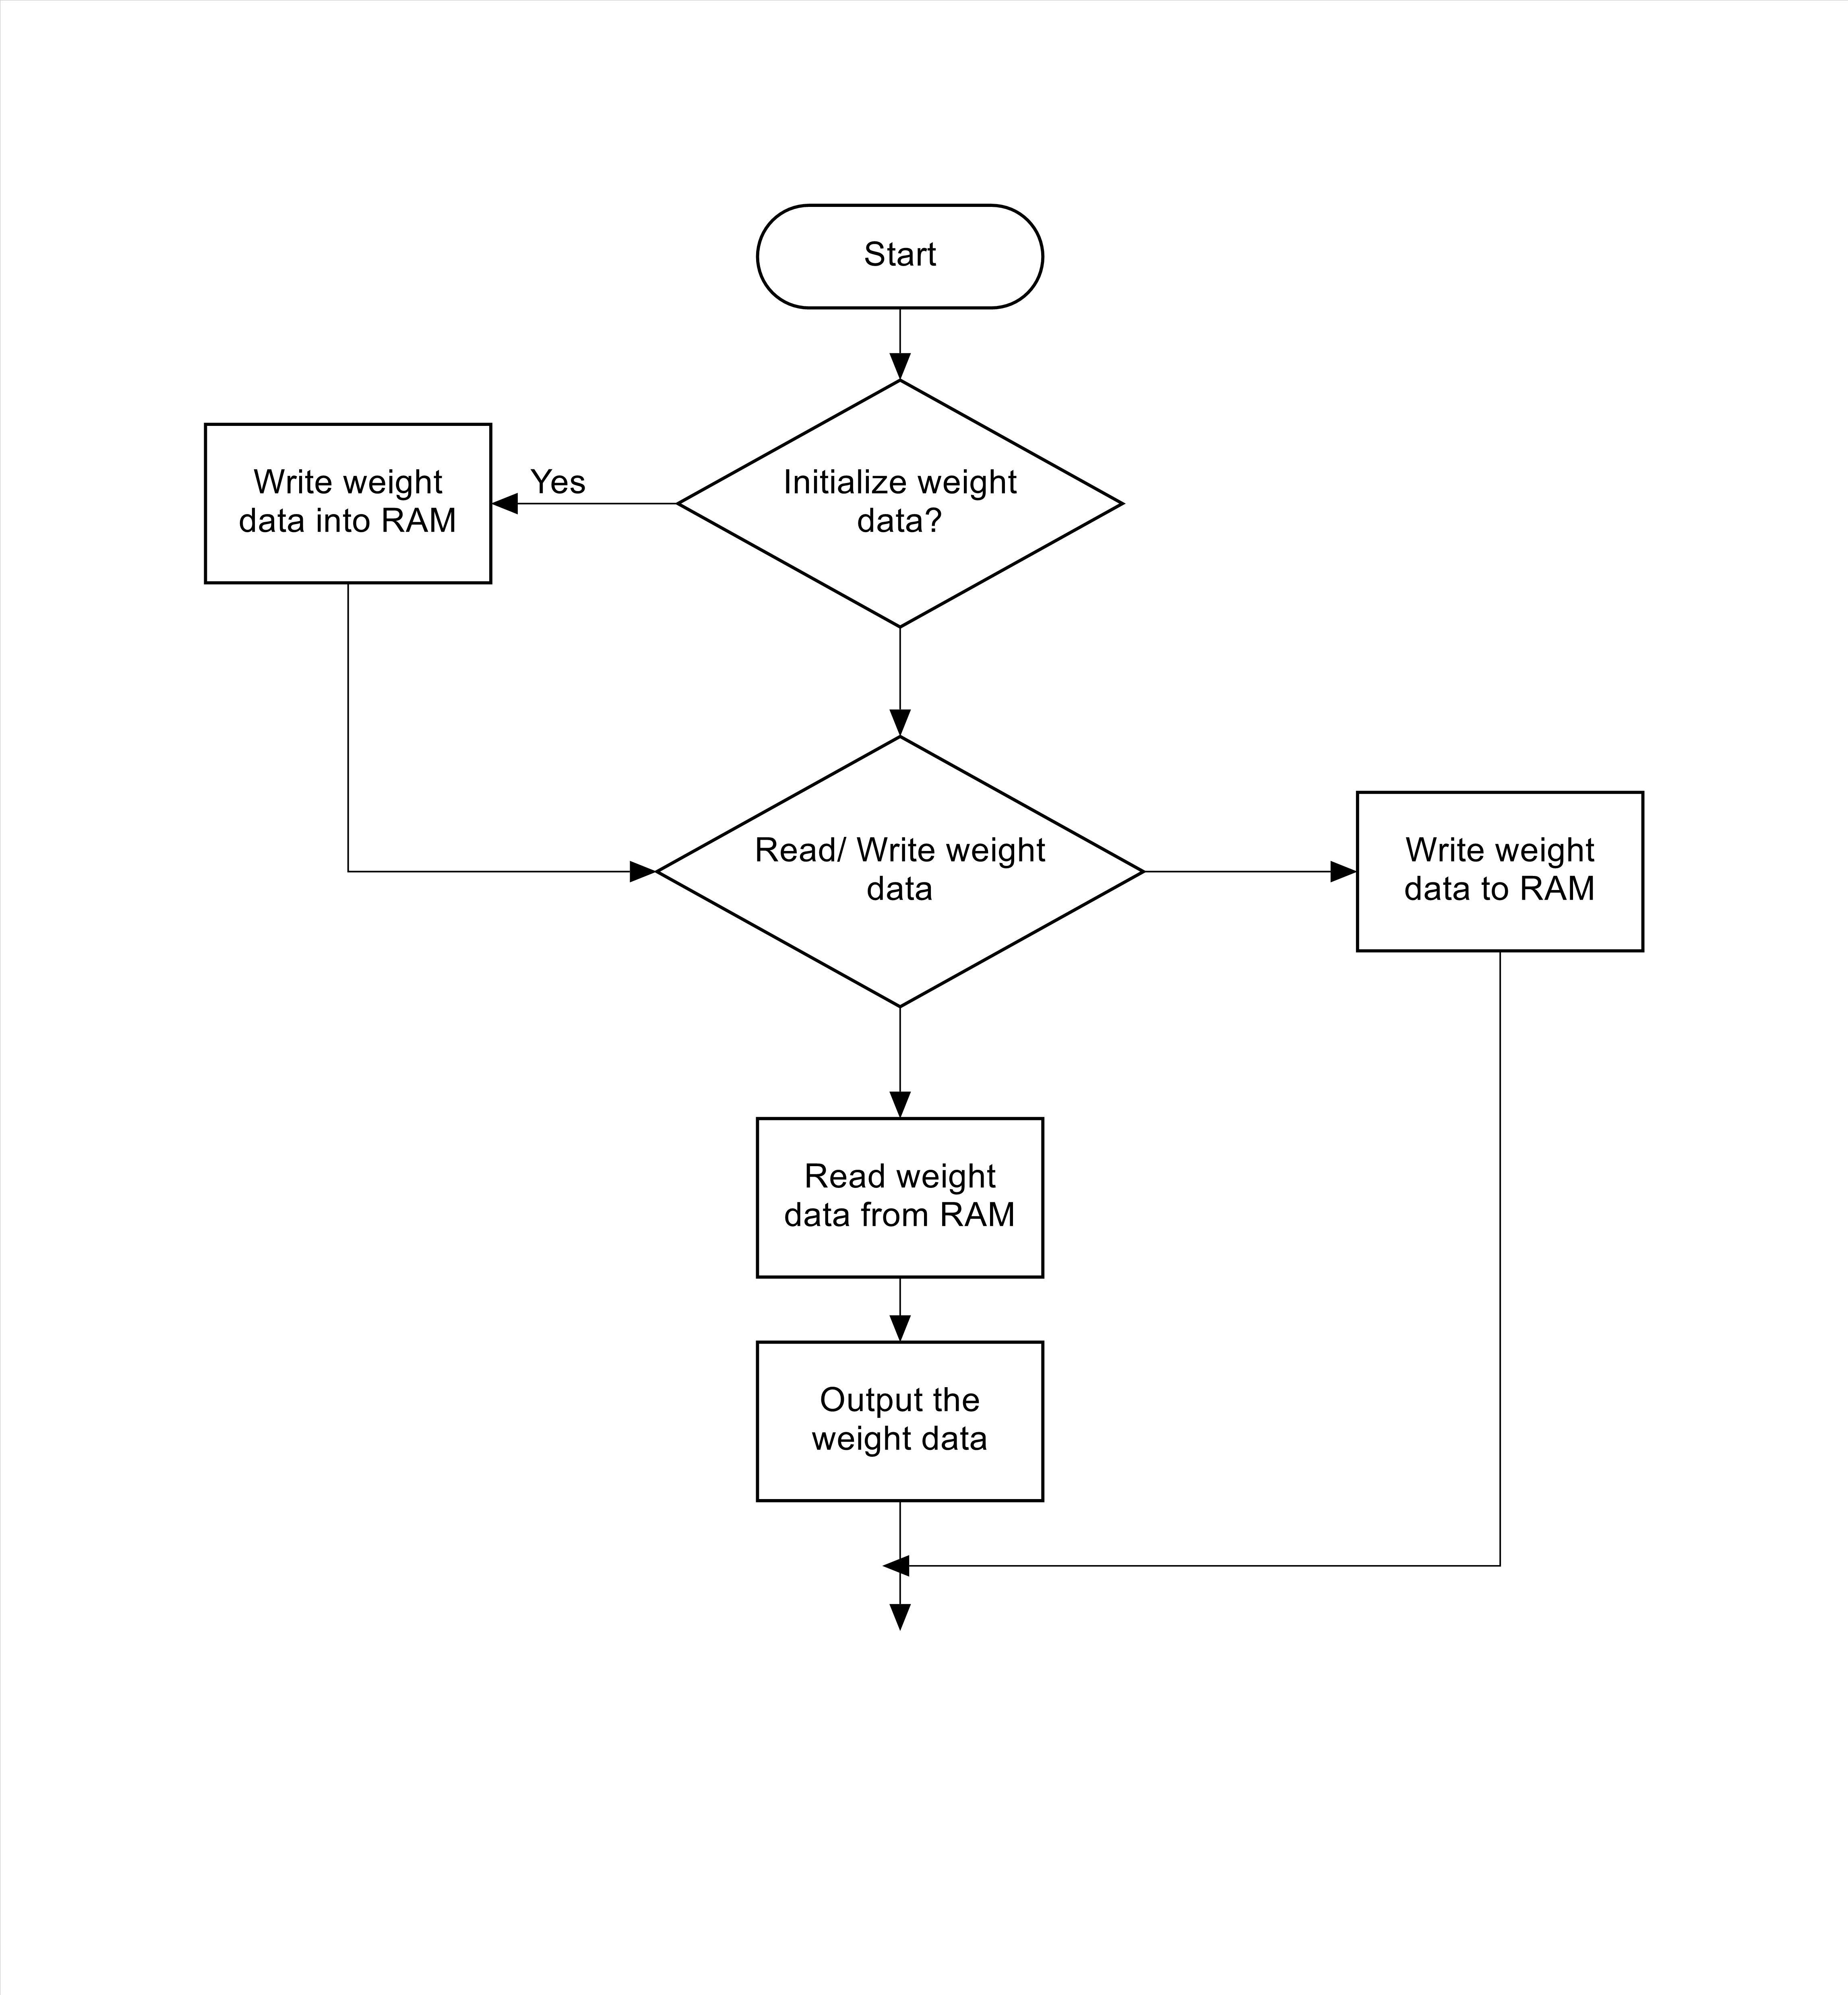 Start
Initialize weight
data?
Yes
Write weight
data into RAM
Read/ Write weight
data
Write weight
data to RAM
Read weight
data from RAM
Output the
weight data